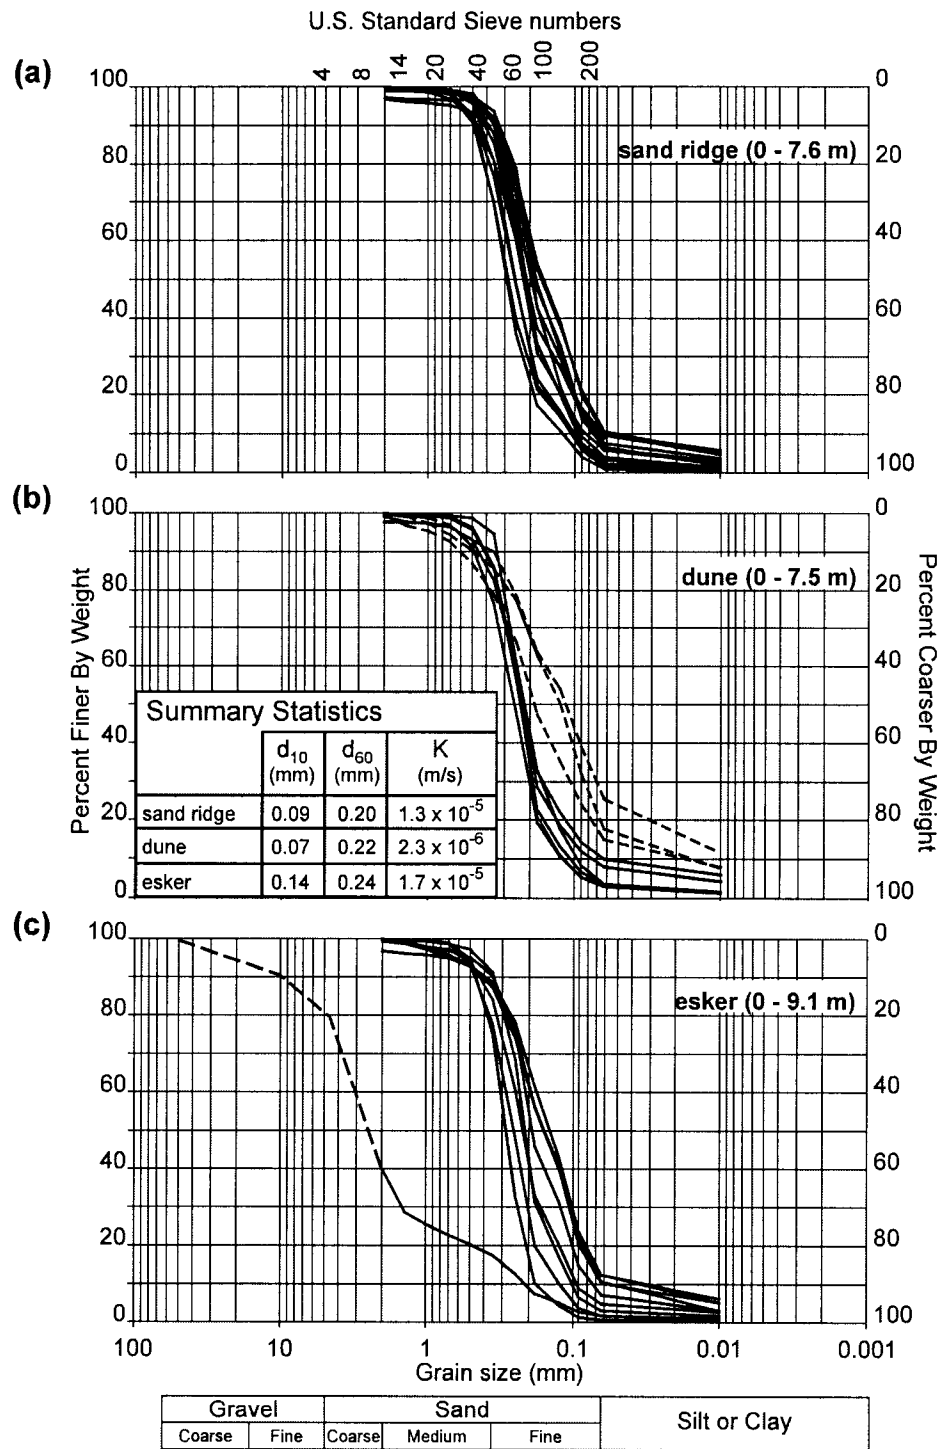 U.S. Standard Sieve numbers
4 8 14 20 40 60 100 200
(a)
100 0
sand ridge (0 - 7.6 m)
80 20
60 40
40 60
20 80
0 100
(b)
100 0
dune (0 - 7.5 m)
80 20
60 40
40 60
20 80
0 100
Percent Finer By Weight
Percent Coarser By Weight
Summary Statistics
d10 (mm) d60 (mm) K (m/s)
sand ridge 0.09 0.20 1.3 x 10⁻⁵
dune 0.07 0.22 2.3 x 10⁻⁶
esker 0.14 0.24 1.7 x 10⁻⁵
(c)
100 0
esker (0 - 9.1 m)
80 20
60 40
40 60
20 80
0 100
100 10 1 0.1 0.01 0.001
Grain size (mm)
Gravel Sand Silt or Clay
Coarse Fine Coarse Medium Fine